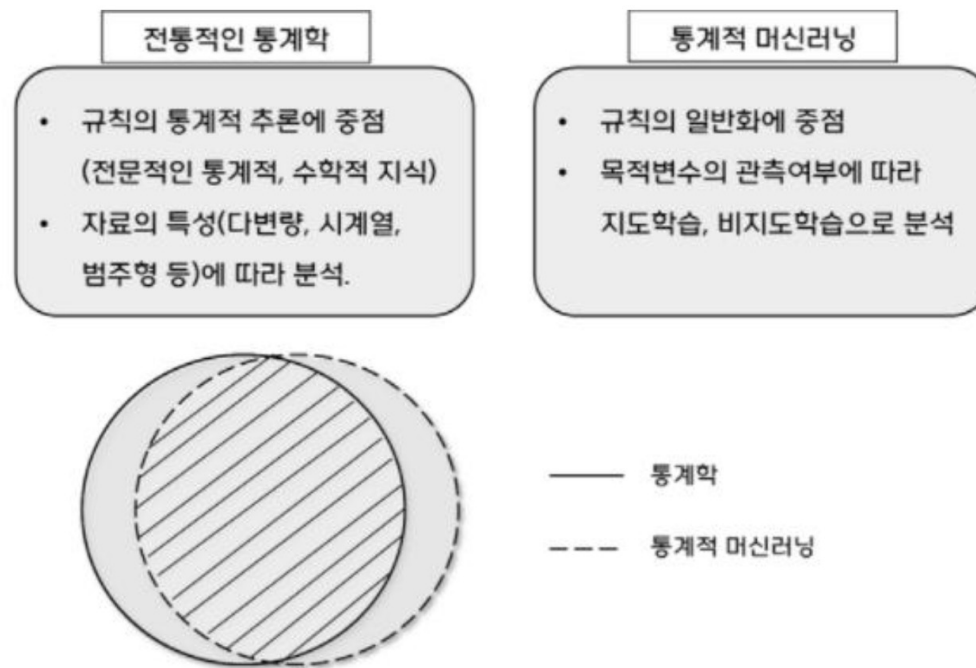 전통적인 통계학
• 규칙의 통계적 추론에 중점
(전문적인 통계적, 수학적 지식)
• 자료의 특성(다변량, 시계열,
범주형 등)에 따라 분석.
통계적 머신러닝
• 규칙의 일반화에 중점
• 목적변수의 관측여부에 따라
지도학습, 비지도학습으로 분석
통계학
통계적 머신러닝